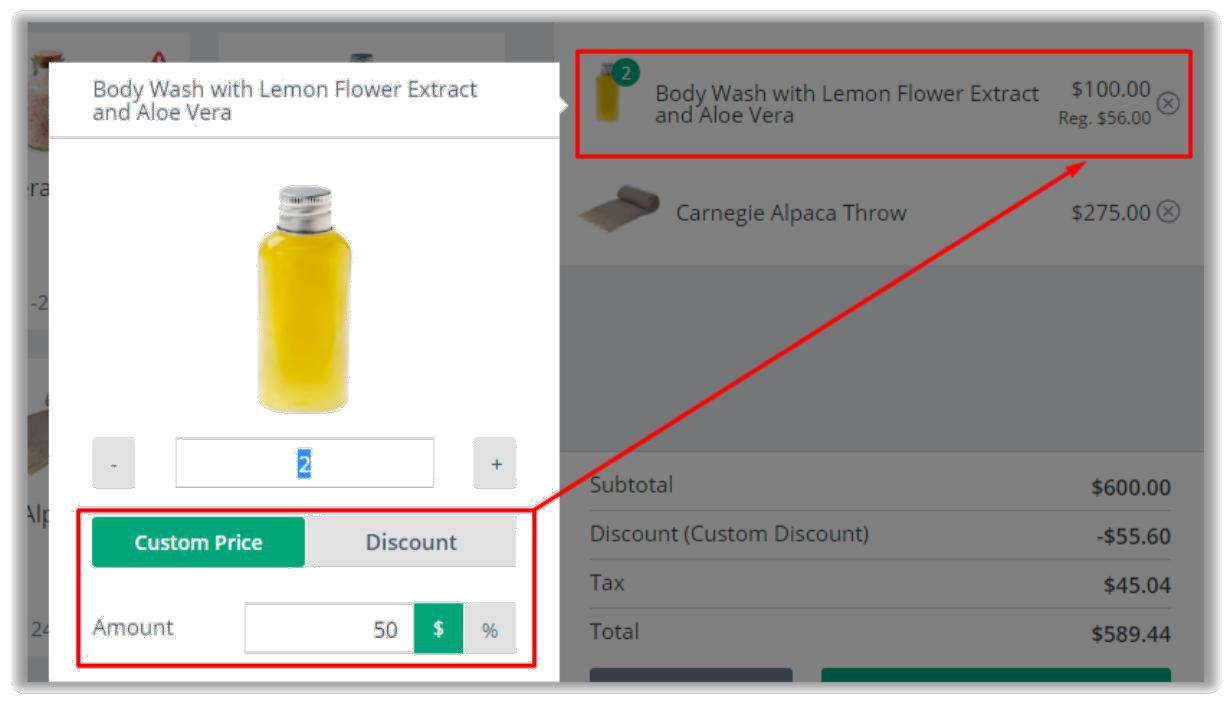 Body Wash with Lemon Flower Extract
and Aloe Vera
-
2
+
Custom Price
Discount
Amount
50
$
%
2
Body Wash with Lemon Flower Extract
and Aloe Vera
$100.00
Reg. $56.00
Carnegie Alpaca Throw
$275.00
Subtotal
$600.00
Discount (Custom Discount)
-$55.60
Tax
$45.04
Total
$589.44